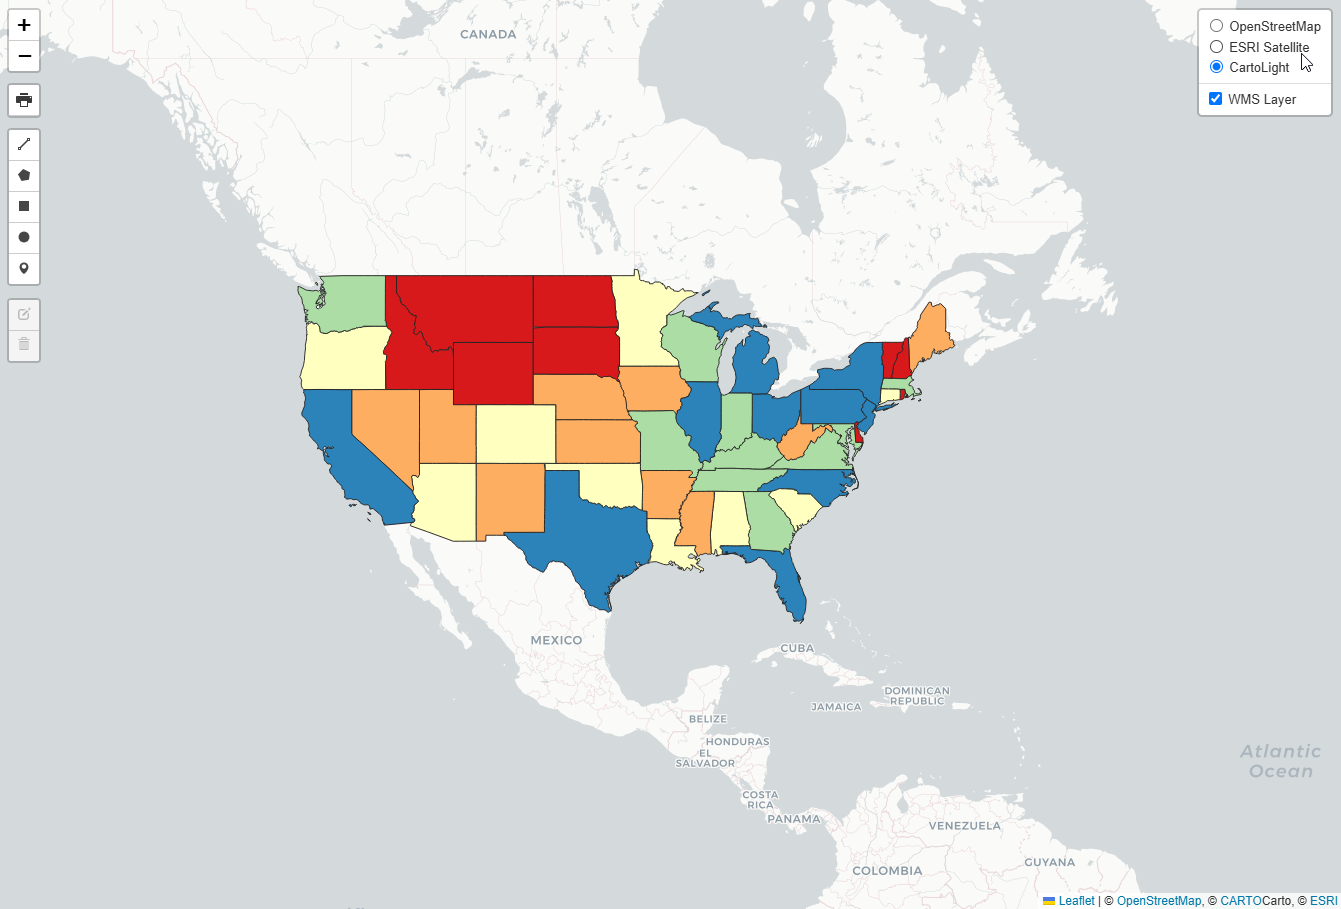 +
−
OpenStreetMap
ESRI Satellite
CartoLight
WMS Layer
CANADA
MEXICO
CUBA
DOMINICAN
REPUBLIC
JAMAICA
BELIZE
HONDURAS
EL
SALVADOR
Atlantic
Ocean
COSTA
RICA
PANAMA
VENEZUELA
GUYANA
COLOMBIA
Leaflet | © OpenStreetMap, © CARTOCarto, © ESRI